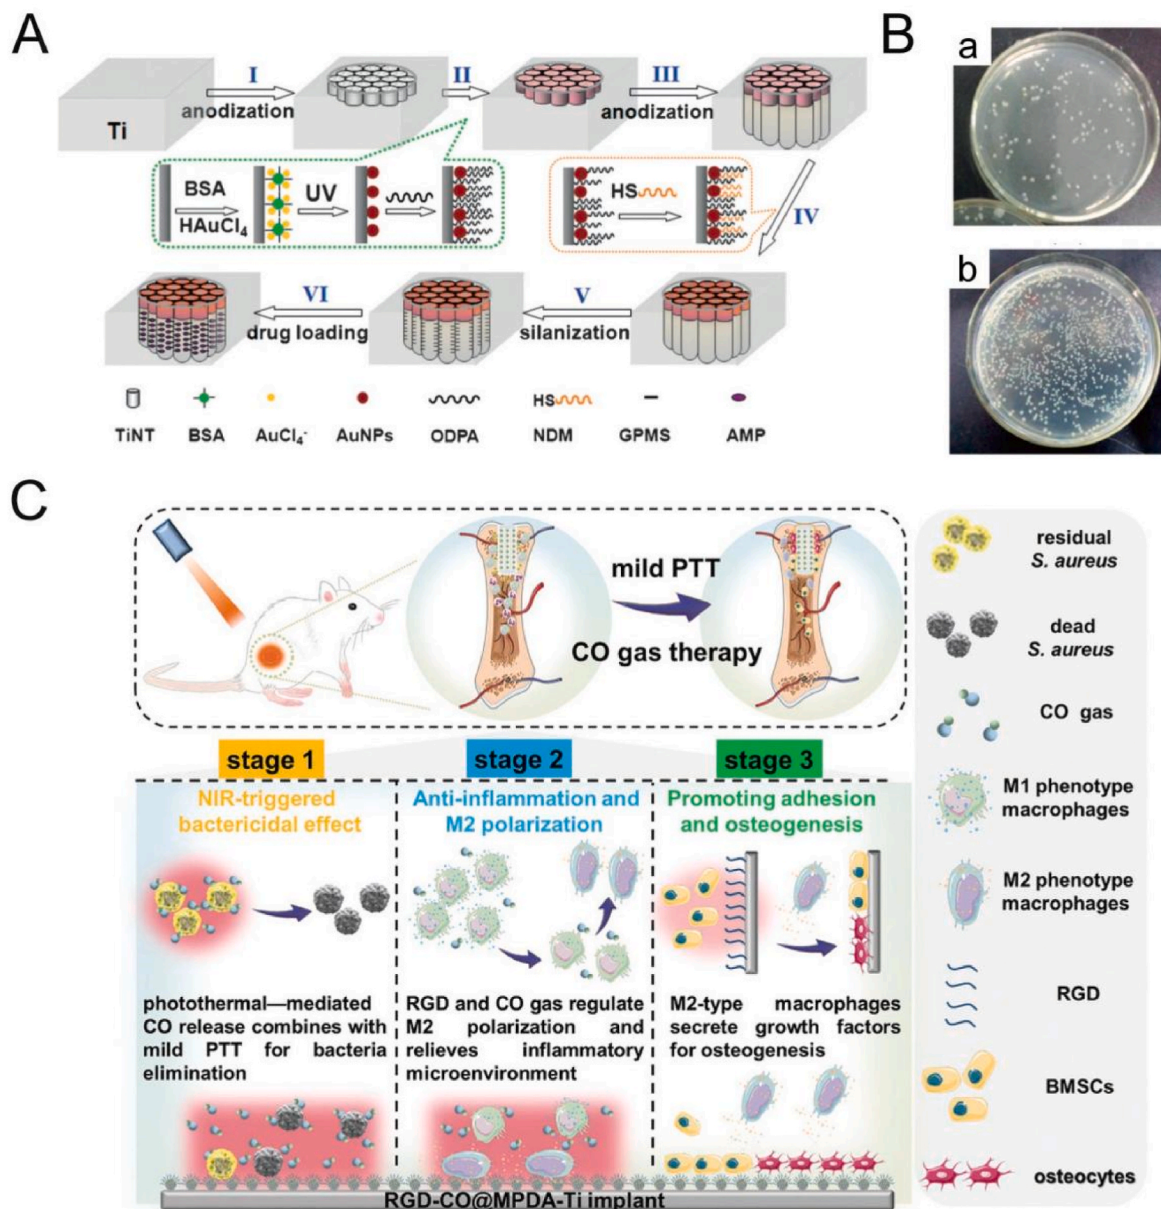 A
I
II
III
Ti
anodization
anodization
BSA
HAuCl4
UV
HS
IV
VI
V
drug loading
silanization
HS
TiNT
BSA
AuCl4-
AuNPs
ODPA
NDM
GPMS
AMP
B
a
b
C
mild PTT
CO gas therapy
stage 1
stage 2
stage 3
NIR-triggered
bactericidal effect
Anti-inflammation and
M2 polarization
Promoting adhesion
and osteogenesis
photothermal—mediated
CO release combines with
mild PTT for bacteria
elimination
RGD and CO gas regulate
M2 polarization and
relieves inflammatory
microenvironment
M2-type macrophages
secrete growth factors
for osteogenesis
RGD-CO@MPDA-Ti implant
residual
S. aureus
dead
S. aureus
CO gas
M1 phenotype
macrophages
M2 phenotype
macrophages
RGD
BMSCs
osteocytes